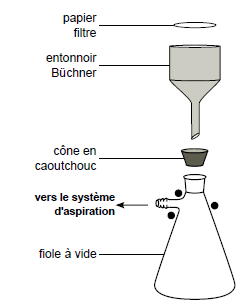 papier
filtre
entonnoir
Büchner
cône en
caoutchouc
vers le système
d'aspiration
fiole à vide